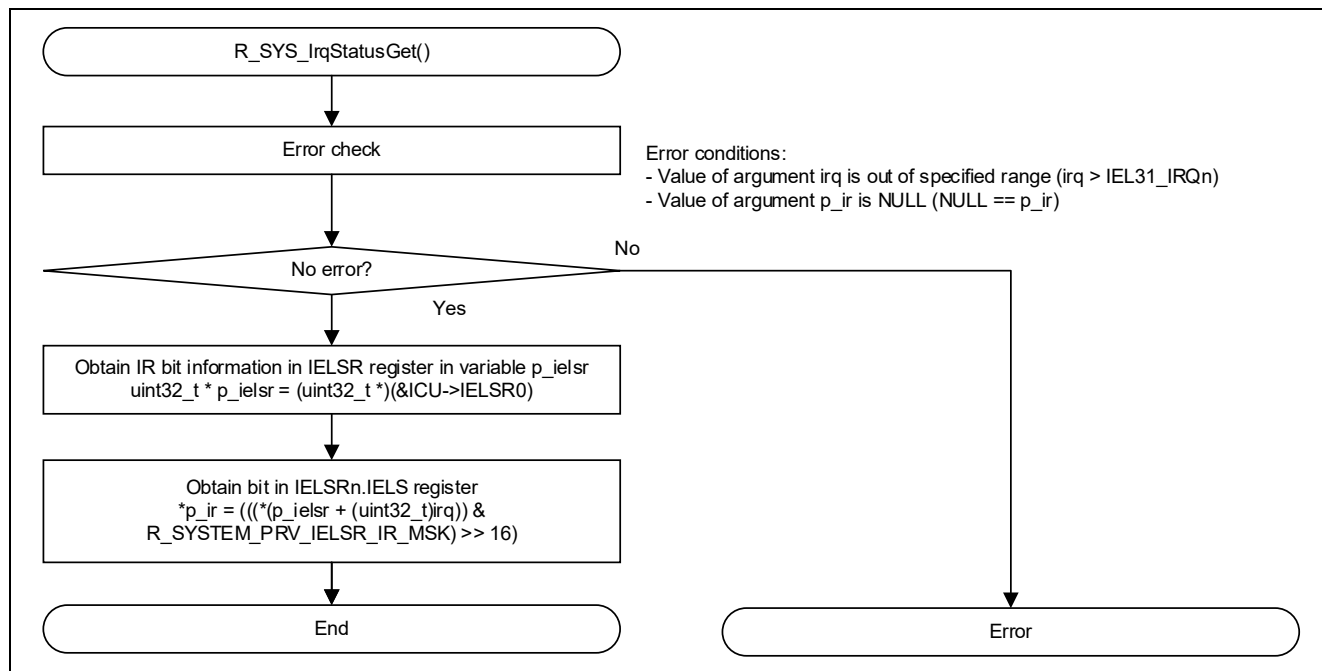 R_SYS_IrqStatusGet()
Error check
Error conditions:
- Value of argument irq is out of specified range (irq > IEL31_IRQn)
- Value of argument p_ir is NULL (NULL == p_ir)
No
No error?
Yes
Obtain IR bit information in IELSR register in variable p_ielsr
uint32_t * p_ielsr = (uint32_t *)(&ICU->IELSR0)
Obtain bit in IELSRn.IELS register
*p_ir = (((*(p_ielsr + (uint32_t)irq)) &
R_SYSTEM_PRV_IELSR_IR_MSK) >> 16)
End
Error